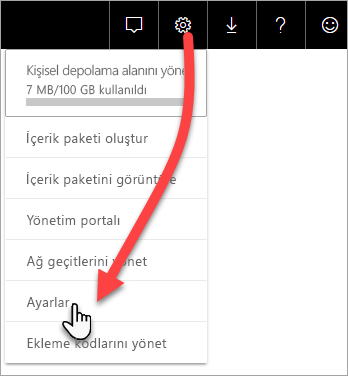 Kişisel depolama alanını yöne
7 MB/100 GB kullanıldı
İçerik paketi oluştur
İçerik paketini görüntüle
Yönetim portalı
Ağ geçitlerini yönet
Ayarlar
Ekleme kodlarını yönet